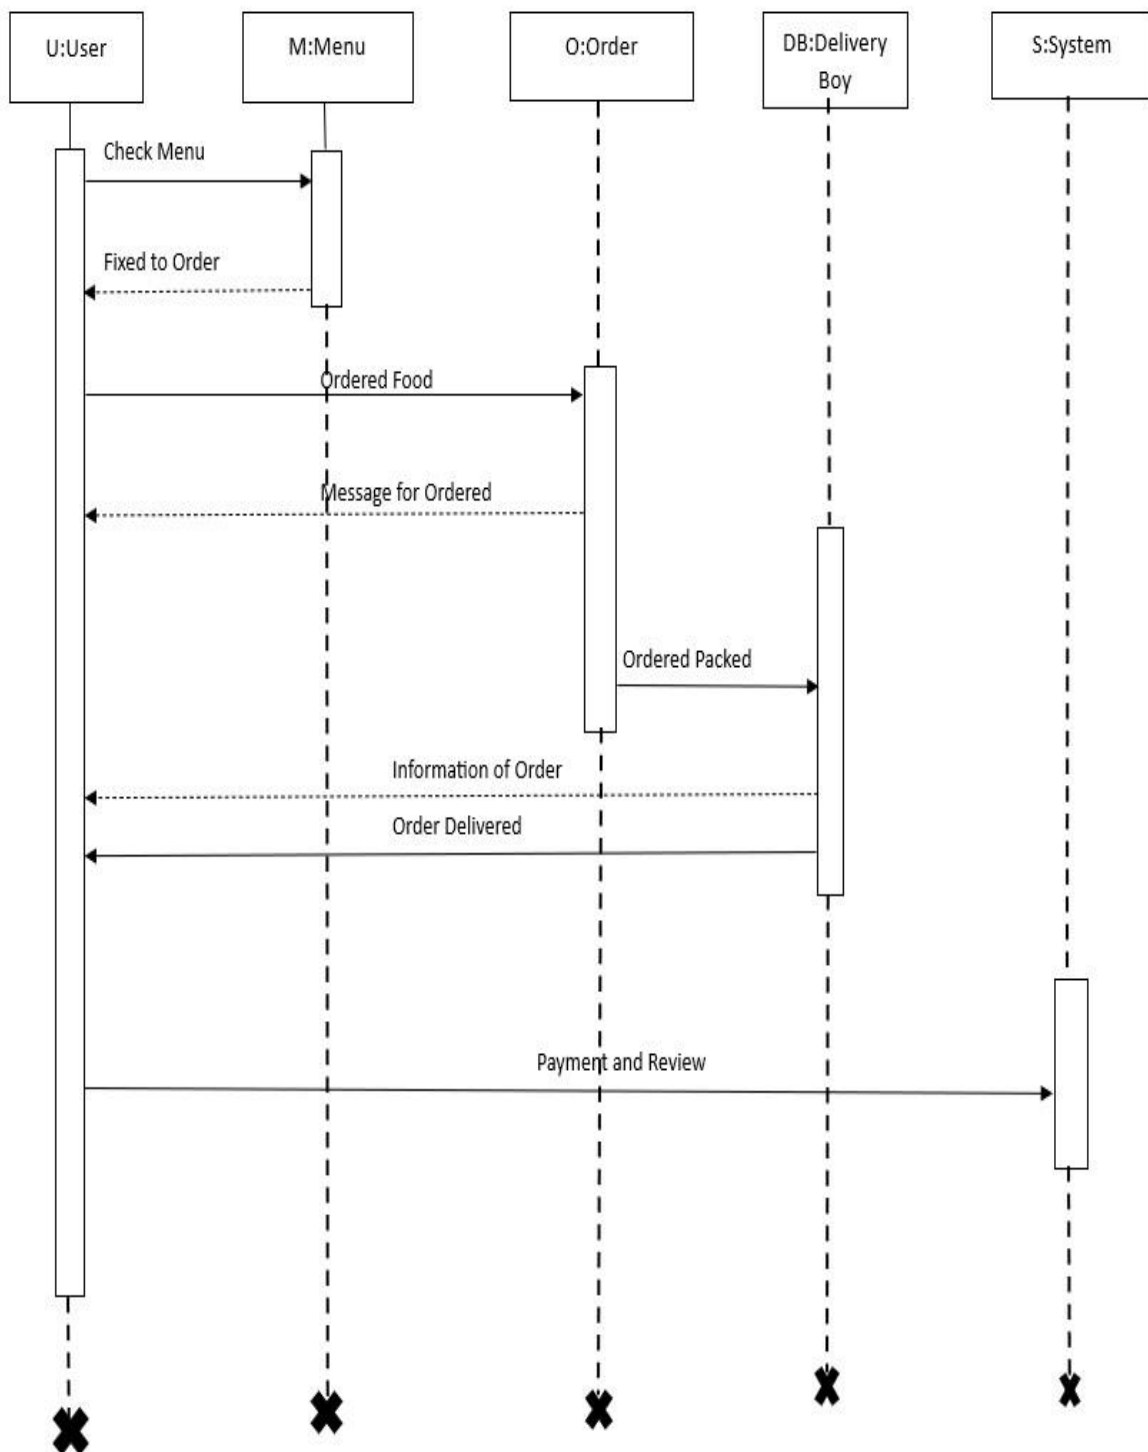 U:User
M:Menu
O:Order
DB:Delivery
Boy
S:System
Check Menu
Fixed to Order
Ordered Food
Message for Ordered
Ordered Packed
Information of Order
Order Delivered
Payment and Review